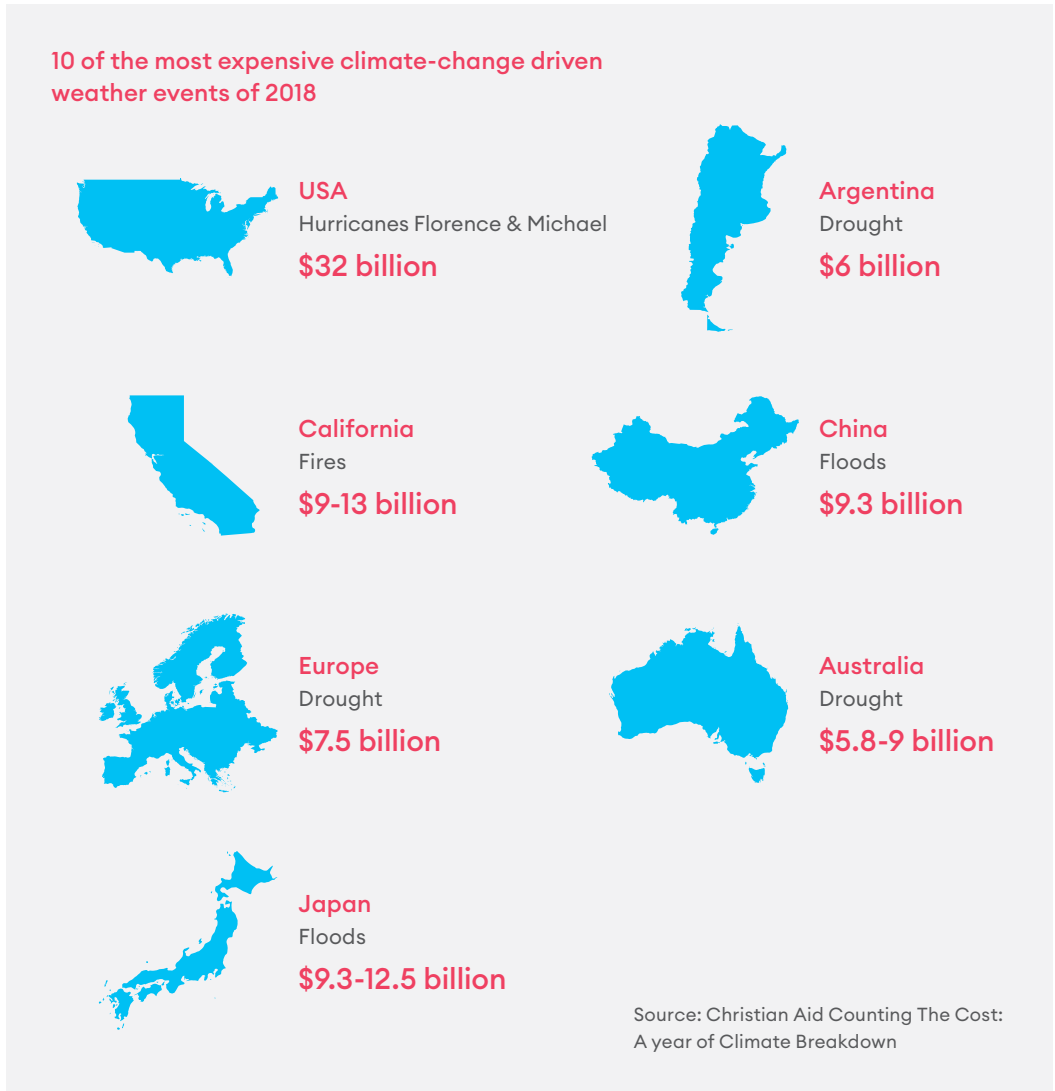 10 of the most expensive climate-change driven
weather events of 2018
USA
Hurricanes Florence & Michael
$32 billion
Argentina
Drought
$6 billion
California
Fires
$9-13 billion
China
Floods
$9.3 billion
Europe
Drought
$7.5 billion
Australia
Drought
$5.8-9 billion
Japan
Floods
$9.3-12.5 billion
Source: Christian Aid Counting The Cost:
A year of Climate Breakdown